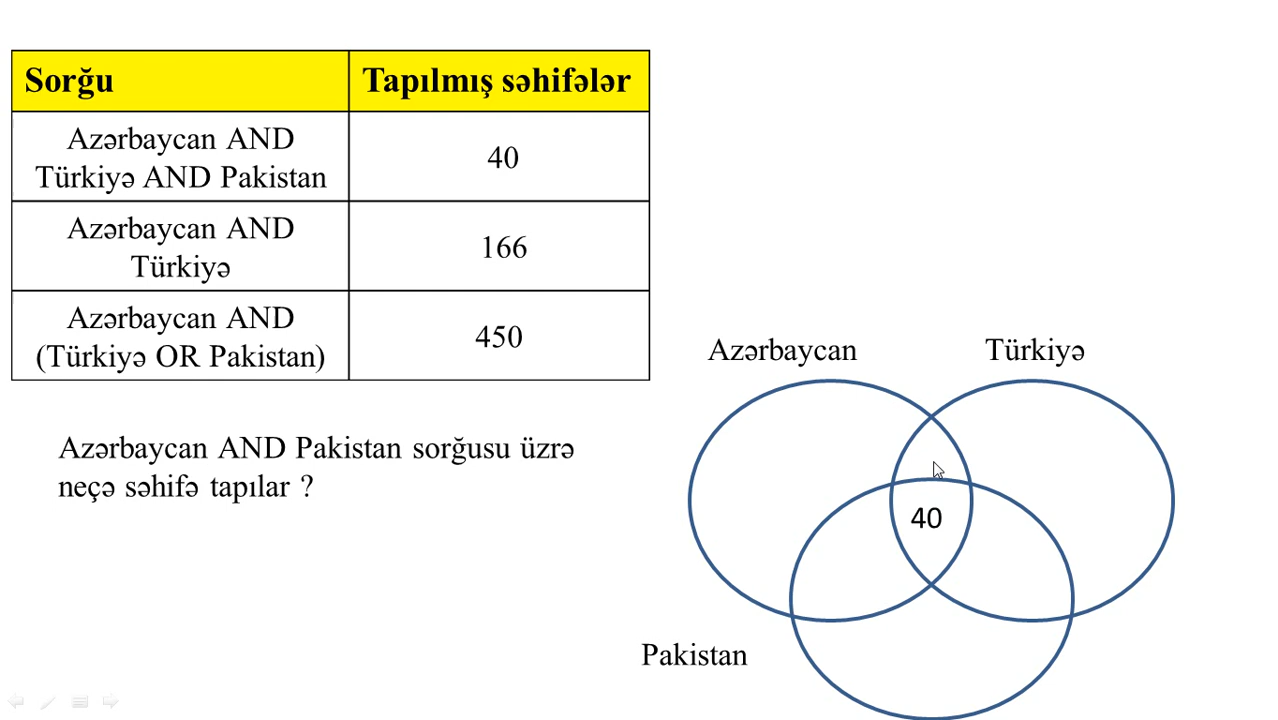 Sorğu
Tapılmış səhifələr
Azərbaycan AND
Türkiyə AND Pakistan
40
Azərbaycan AND
Türkiyə
166
Azərbaycan AND
(Türkiyə OR Pakistan)
450
Azərbaycan AND Pakistan sorğusu üzrə
neçə səhifə tapılar ?
Azərbaycan
Türkiyə
40
Pakistan